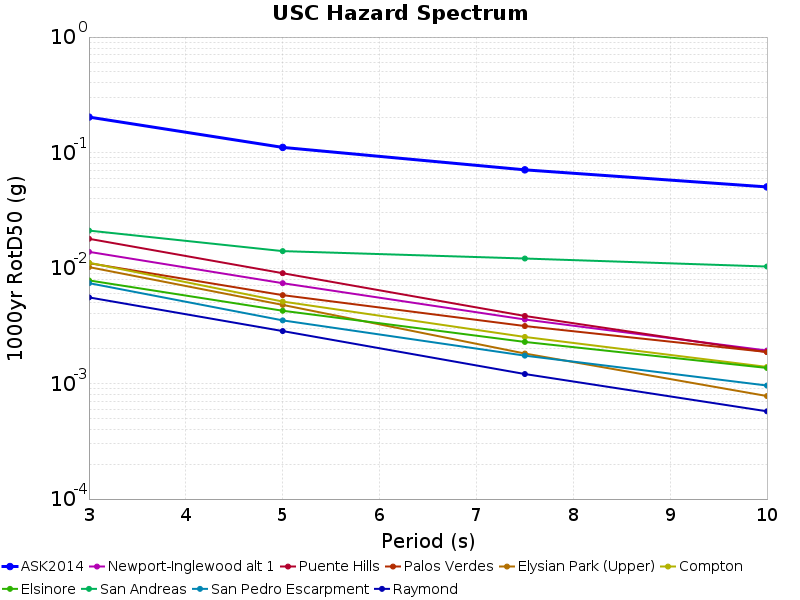 USC Hazard Spectrum
1000yr RotD50 (g)
10^0
10^-1
10^-2
10^-3
10^-4
3 4 5 6 7 8 9 10
Period (s)
ASK2014 Newport-Inglewood alt 1 Puente Hills Palos Verdes Elysian Park (Upper) Compton
Elsinore San Andreas San Pedro Escarpment Raymond